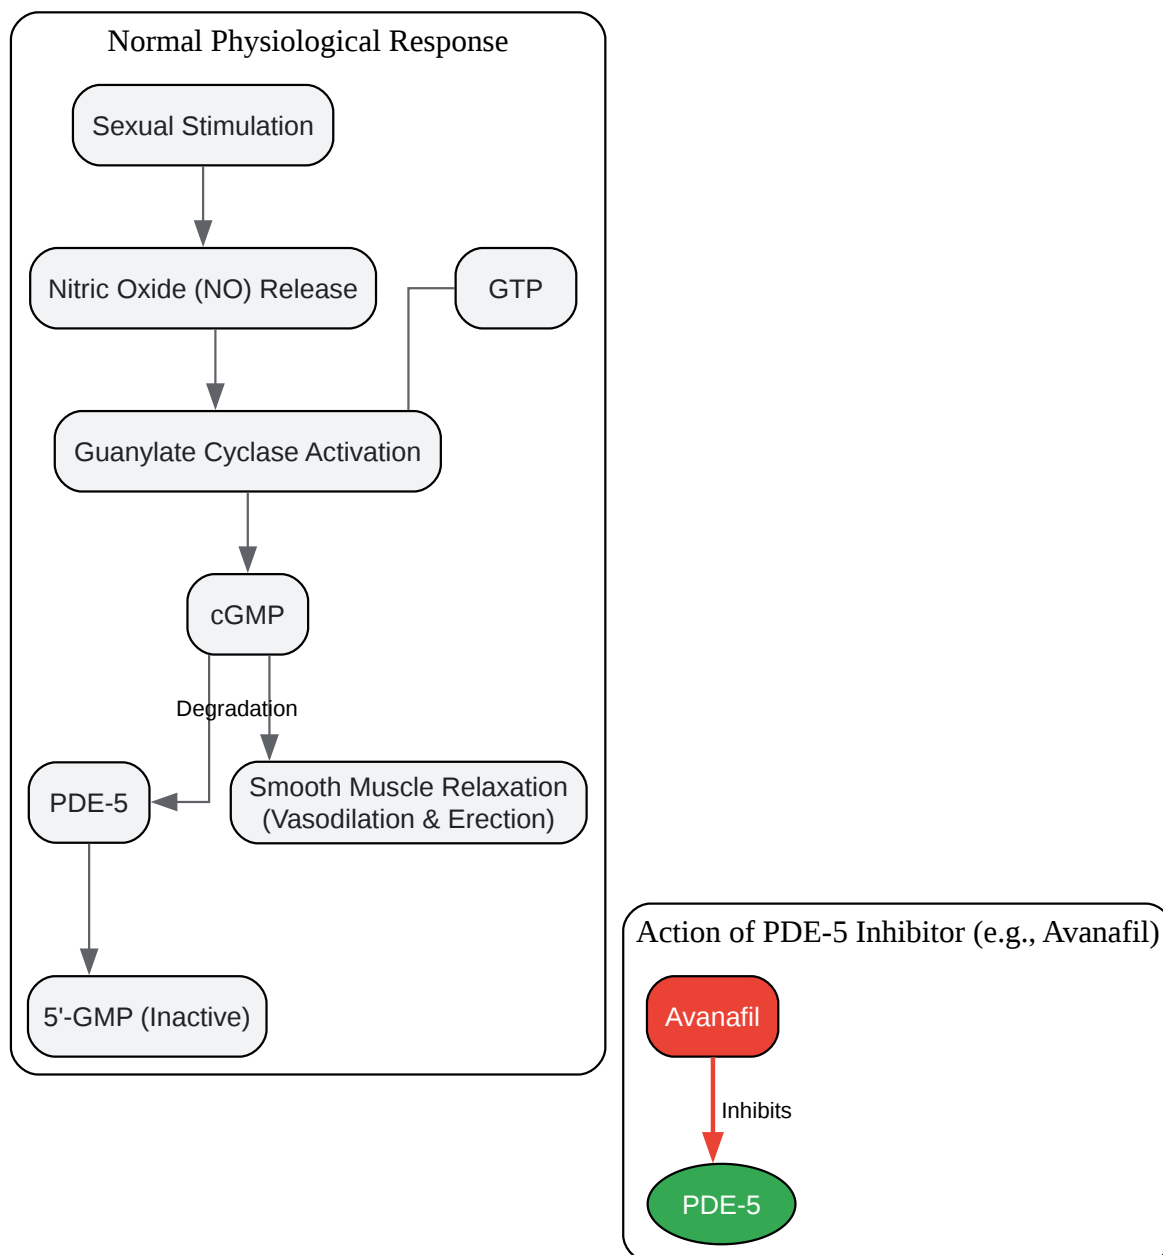 Normal Physiological Response
Sexual Stimulation
Nitric Oxide (NO) Release
GTP
Guanylate Cyclase Activation
cGMP
Degradation
PDE-5
Smooth Muscle Relaxation
(Vasodilation & Erection)
5'-GMP (Inactive)
Action of PDE-5 Inhibitor (e.g., Avanafil)
Avanafil
Inhibits
PDE-5